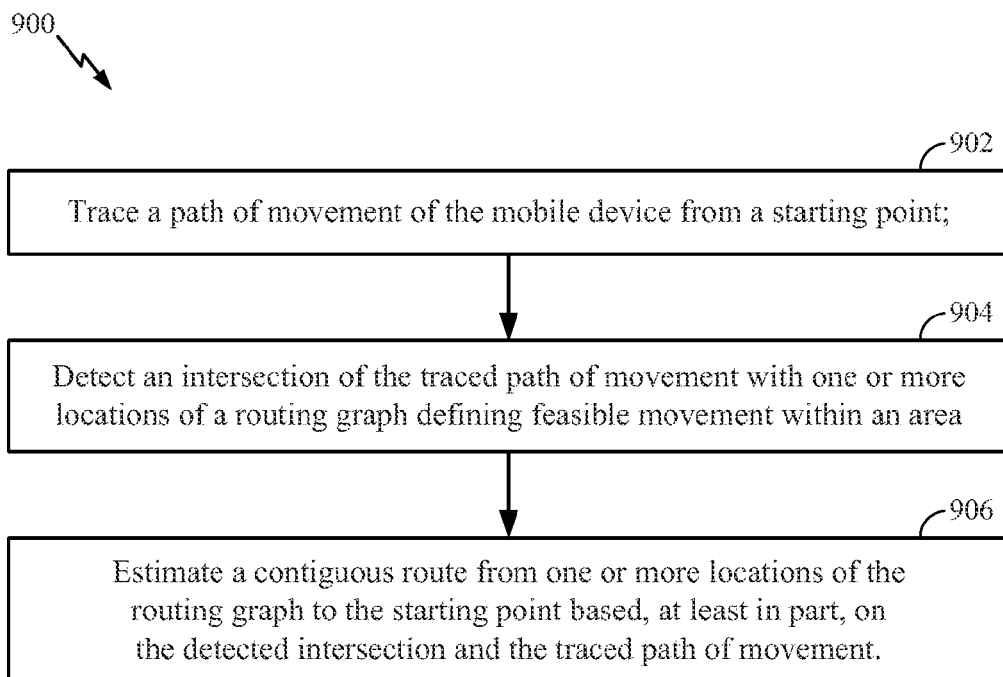 900
902
Trace a path of movement of the mobile device from a starting point;
904
Detect an intersection of the traced path of movement with one or more
locations of a routing graph defining feasible movement within an area
906
Estimate a contiguous route from one or more locations of the
routing graph to the starting point based, at least in part, on
the detected intersection and the traced path of movement.